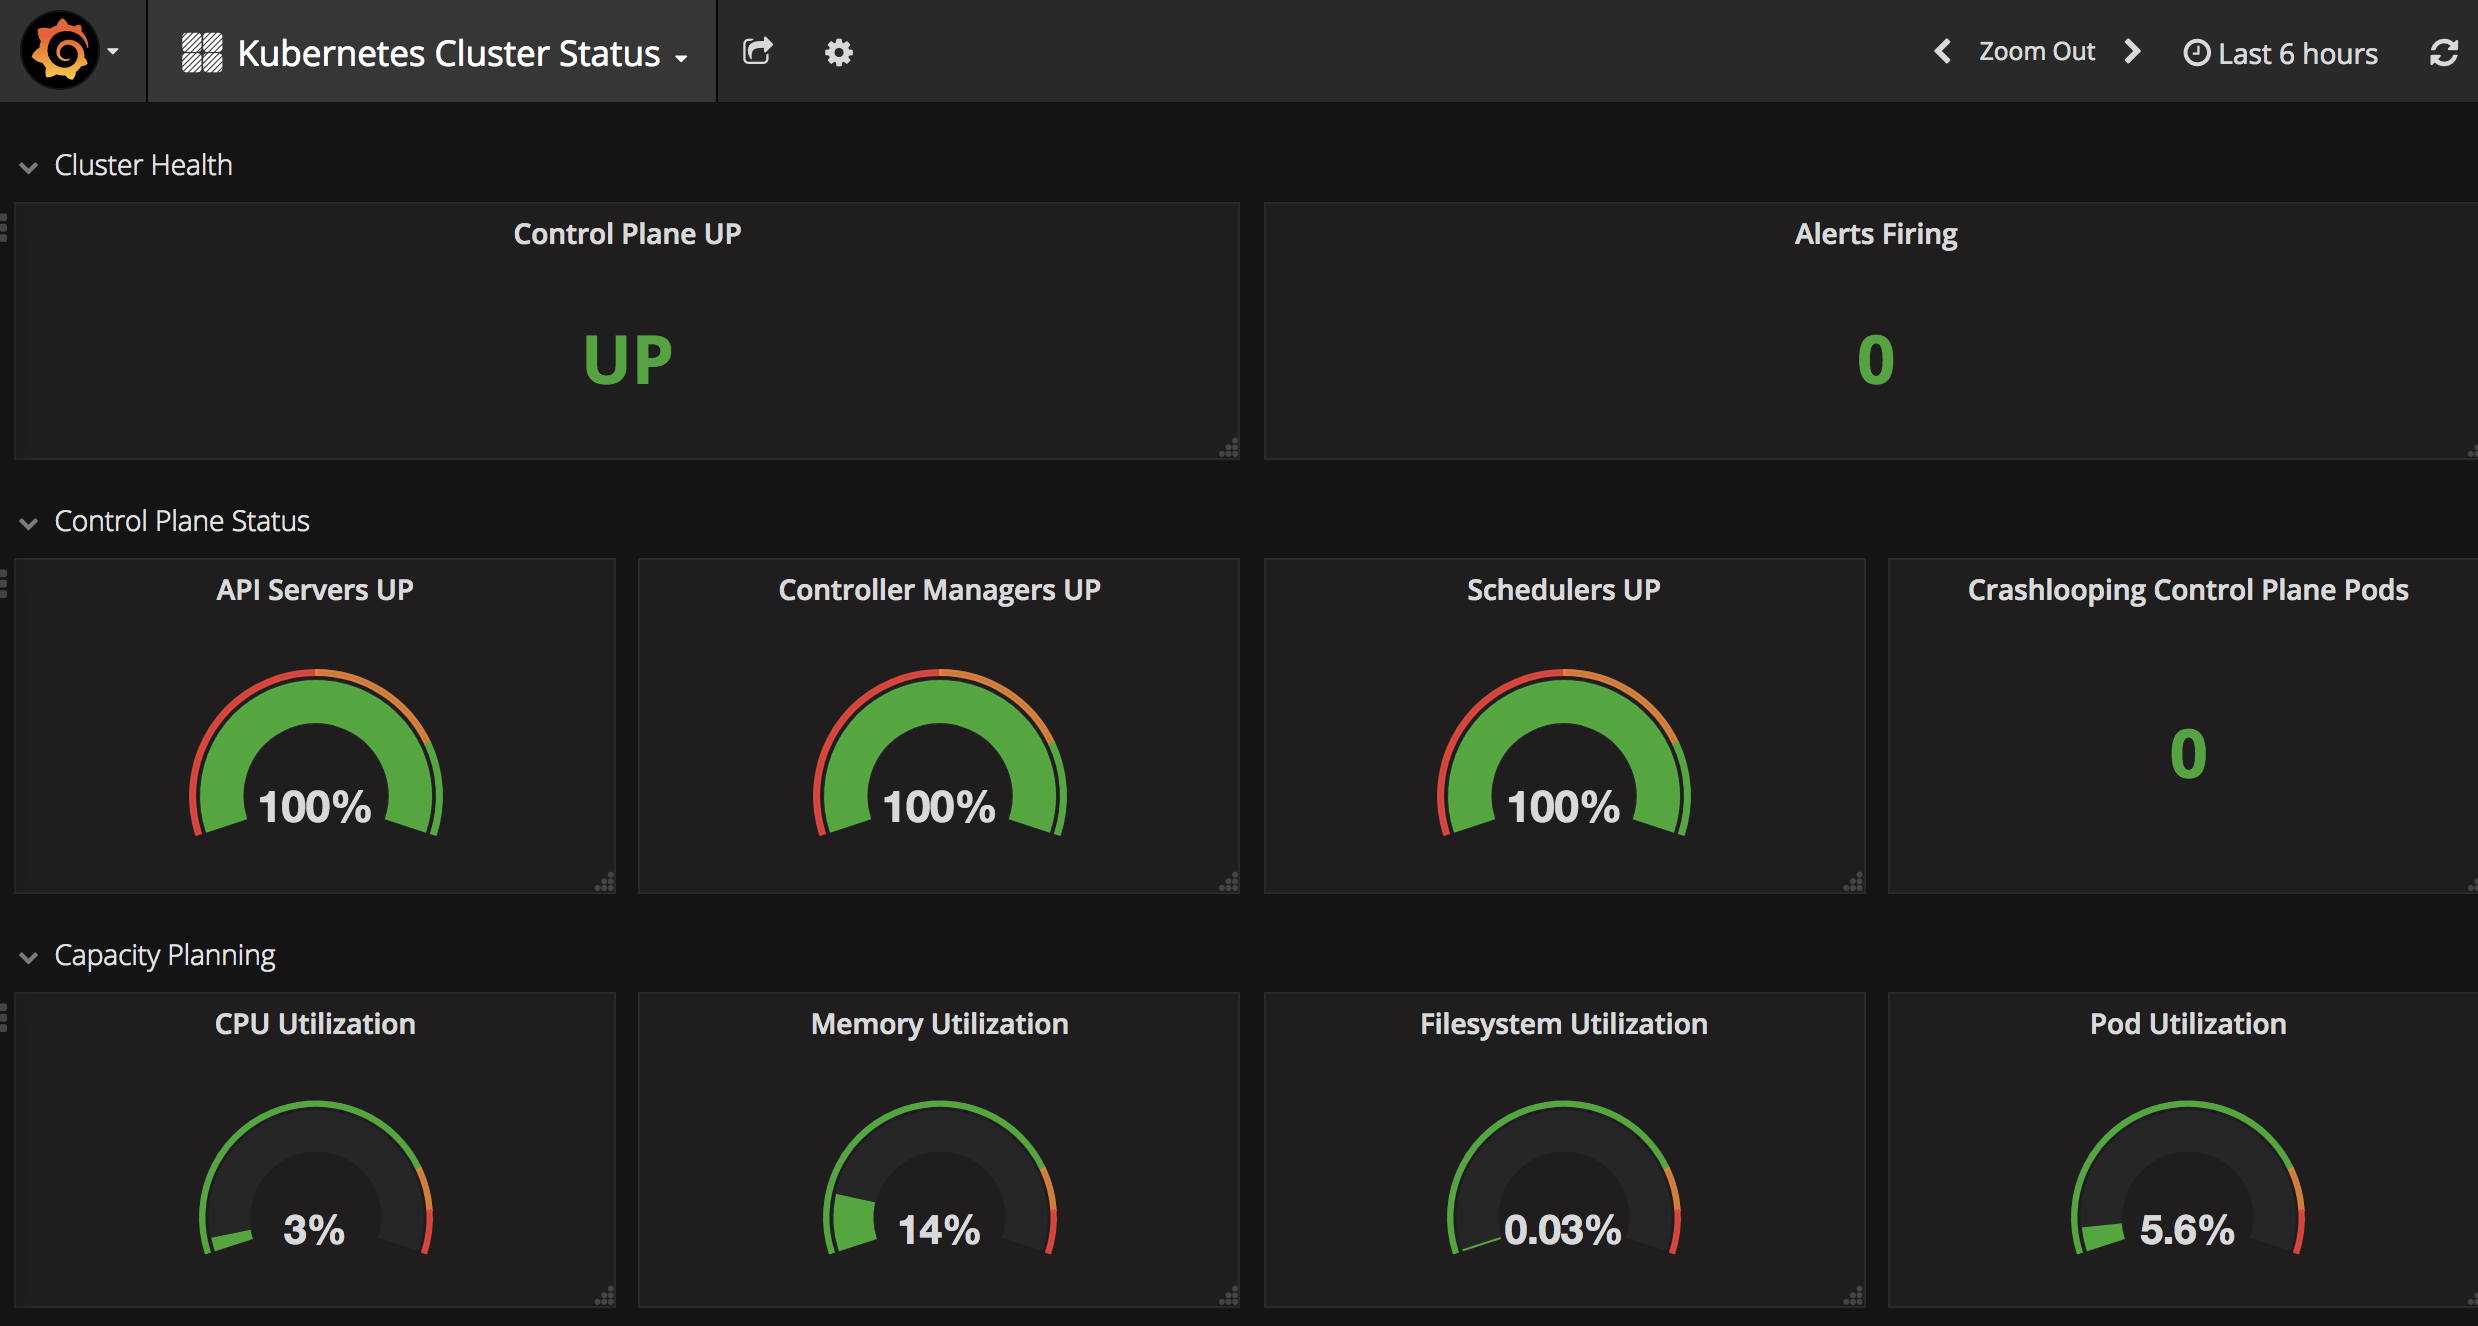 Kubernetes Cluster Status
Zoom Out
Last 6 hours
Cluster Health
Control Plane UP
Alerts Firing
UP
0
Control Plane Status
API Servers UP
Controller Managers UP
Schedulers UP
Crashlooping Control Plane Pods
100%
100%
100%
0
Capacity Planning
CPU Utilization
Memory Utilization
Filesystem Utilization
Pod Utilization
3%
14%
0.03%
5.6%